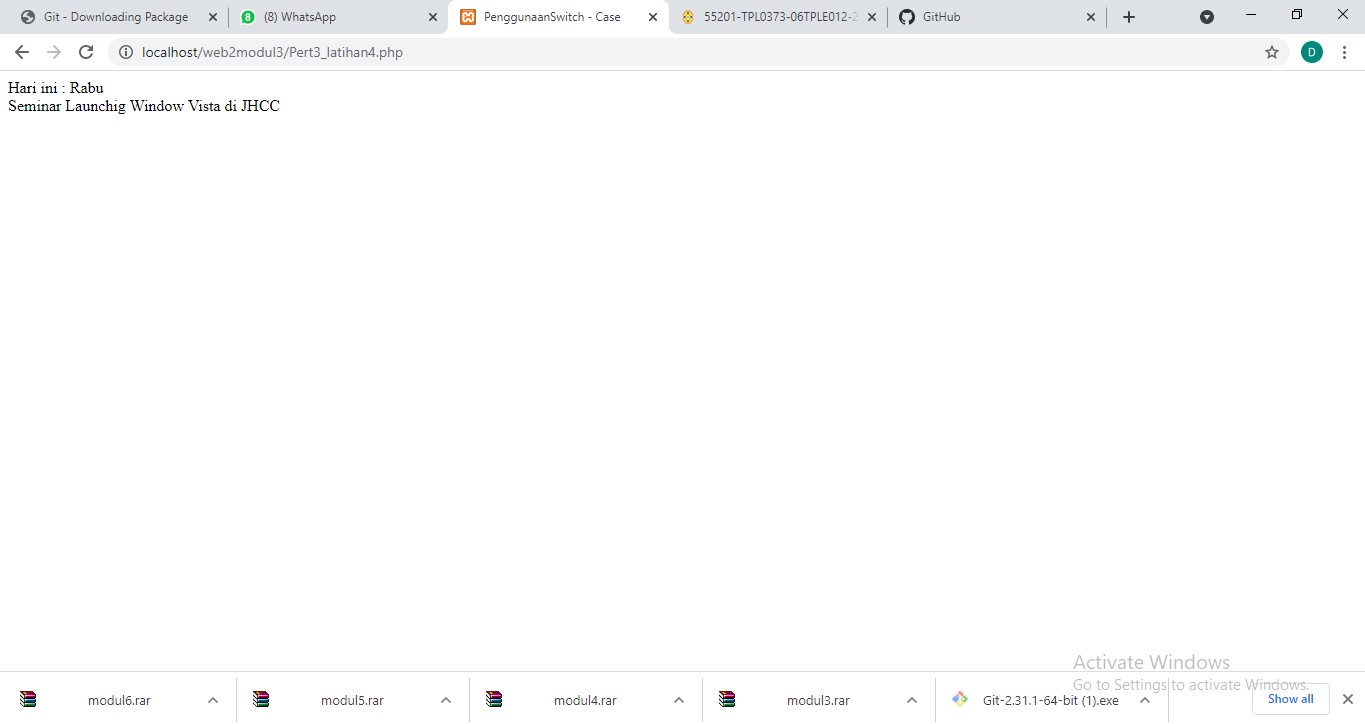 Git - Downloading Package
8
(8) WhatsApp
PenggunaanSwitch - Case
55201-TPL0373-06TPLE012-2
GitHub
localhost/web2modul3/Pert3_latihan4.php
D
Hari ini : Rabu
Seminar Launchig Window Vista di JHCC
Activate Windows
Go to Settings to activate Windows.
modul6.rar
modul5.rar
modul4.rar
modul3.rar
Git-2.31.1-64-bit (1).exe
Show all